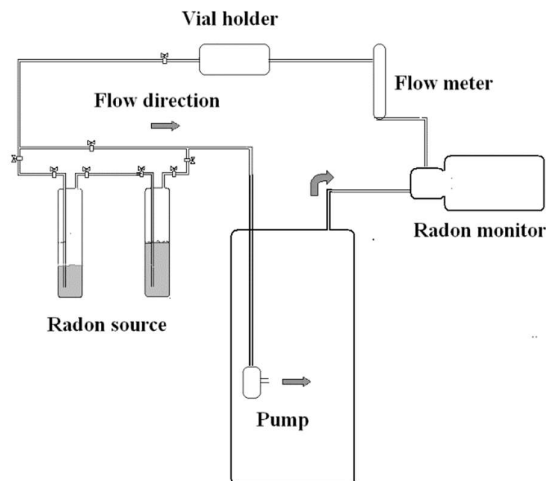 Vial holder
Flow direction
Flow meter
Radon monitor
Radon source
Pump